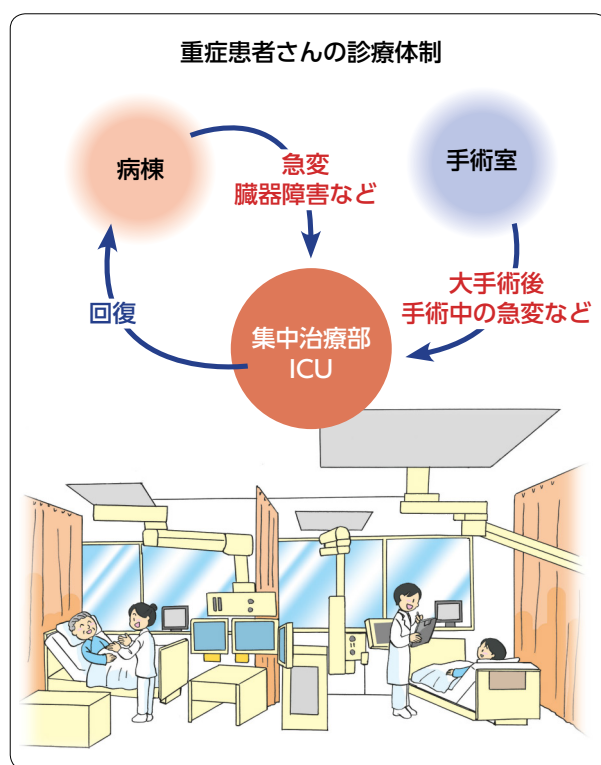 重症患者さんの診療体制
病棟
急変
臓器障害など
手術室
大手術後
手術中の急変など
回復
集中治療部
ICU